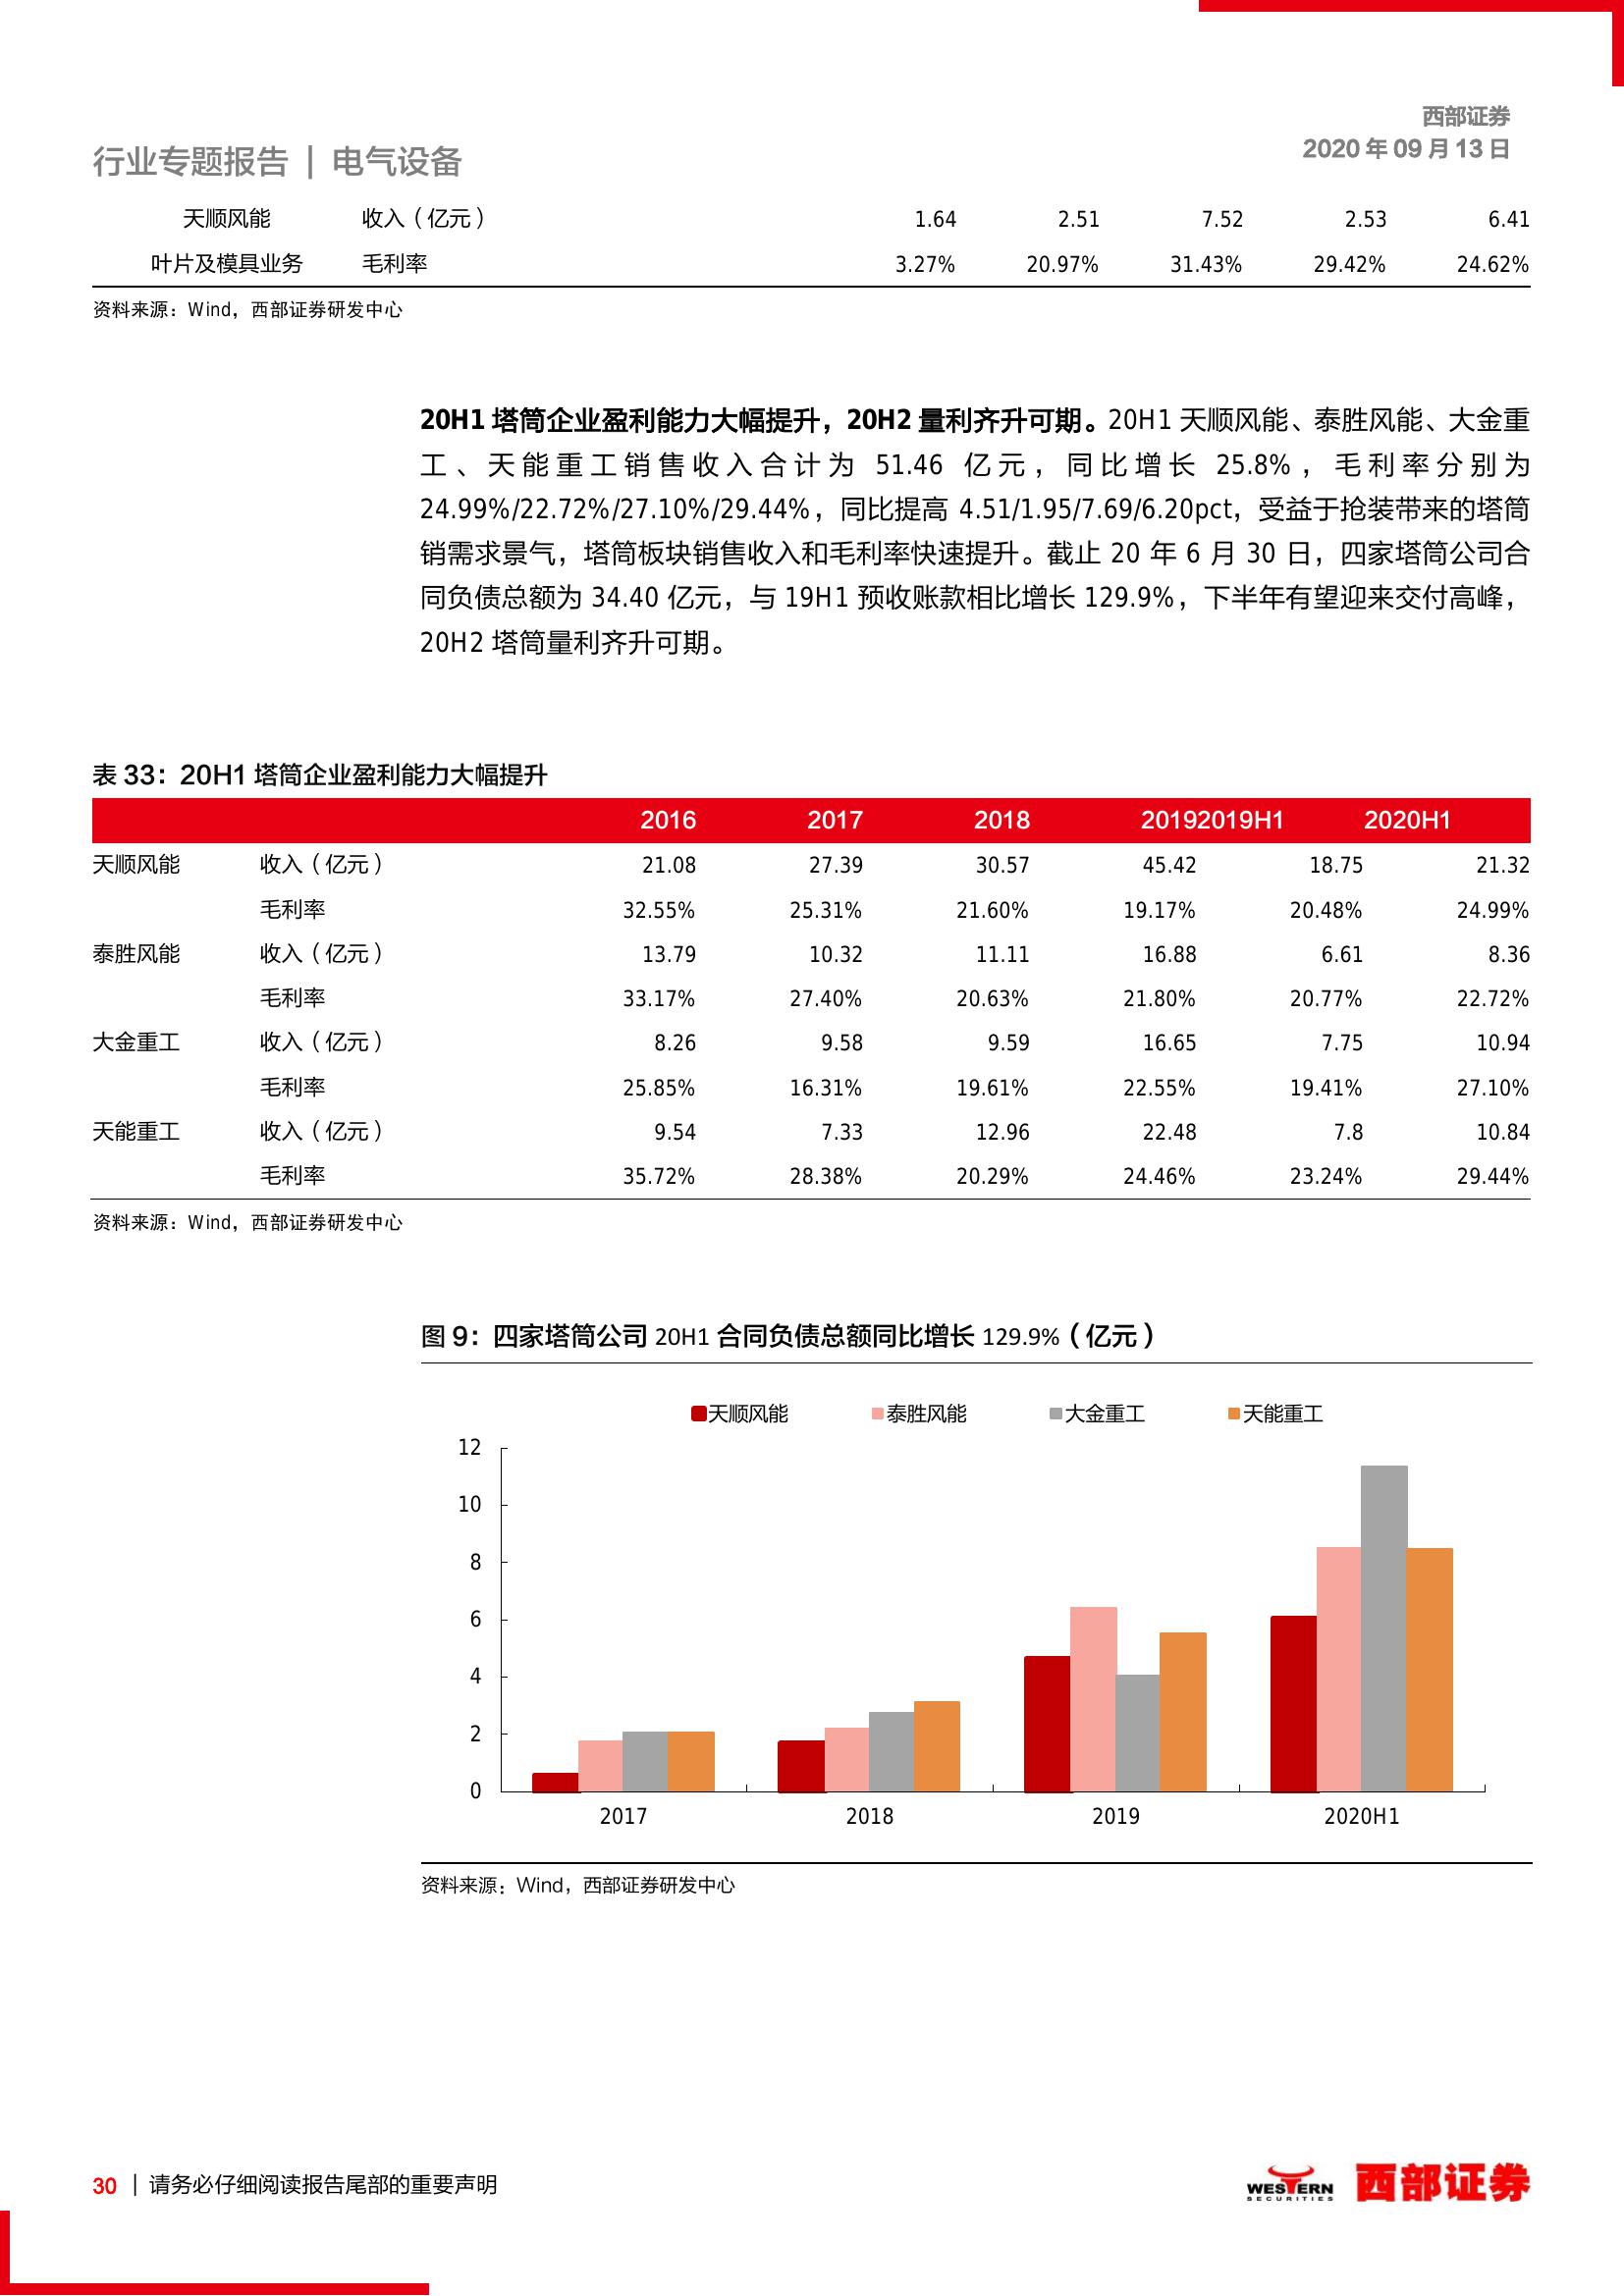 西部证券
2020 年 09 月 13 日
行业专题报告 | 电气设备
天顺风能 收入（亿元） 1.64 2.51 7.52 2.53 6.41
叶片及模具业务 毛利率 3.27% 20.97% 31.43% 29.42% 24.62%
资料来源：Wind，西部证券研发中心
20H1 塔筒企业盈利能力大幅提升，20H2 量利齐升可期。20H1 天顺风能、泰胜风能、大金重
工、天能重工销售收入合计为 51.46 亿元，同比增长 25.8%，毛利率分别为
24.99%/22.72%/27.10%/29.44%，同比提高 4.51/1.95/7.69/6.20pct，受益于抢装带来的塔筒
销需求景气，塔筒板块销售收入和毛利率快速提升。截止 20 年 6 月 30 日，四家塔筒公司合
同负债总额为 34.40 亿元，与 19H1 预收账款相比增长 129.9%，下半年有望迎来交付高峰，
20H2 塔筒量利齐升可期。
表 33：20H1 塔筒企业盈利能力大幅提升
2016 2017 2018 20192019H1 2020H1
天顺风能 收入（亿元） 21.08 27.39 30.57 45.42 18.75 21.32
毛利率 32.55% 25.31% 21.60% 19.17% 20.48% 24.99%
泰胜风能 收入（亿元） 13.79 10.32 11.11 16.88 6.61 8.36
毛利率 33.17% 27.40% 20.63% 21.80% 20.77% 22.72%
大金重工 收入（亿元） 8.26 9.58 9.59 16.65 7.75 10.94
毛利率 25.85% 16.31% 19.61% 22.55% 19.41% 27.10%
天能重工 收入（亿元） 9.54 7.33 12.96 22.48 7.8 10.84
毛利率 35.72% 28.38% 20.29% 24.46% 23.24% 29.44%
资料来源：Wind，西部证券研发中心
图 9：四家塔筒公司 20H1 合同负债总额同比增长 129.9%（亿元）
天顺风能 泰胜风能 大金重工 天能重工
12
10
8
6
4
2
0
2017 2018 2019 2020H1
资料来源：Wind，西部证券研发中心
30 | 请务必仔细阅读报告尾部的重要声明
WESTERN
SECURITIES
西部证券